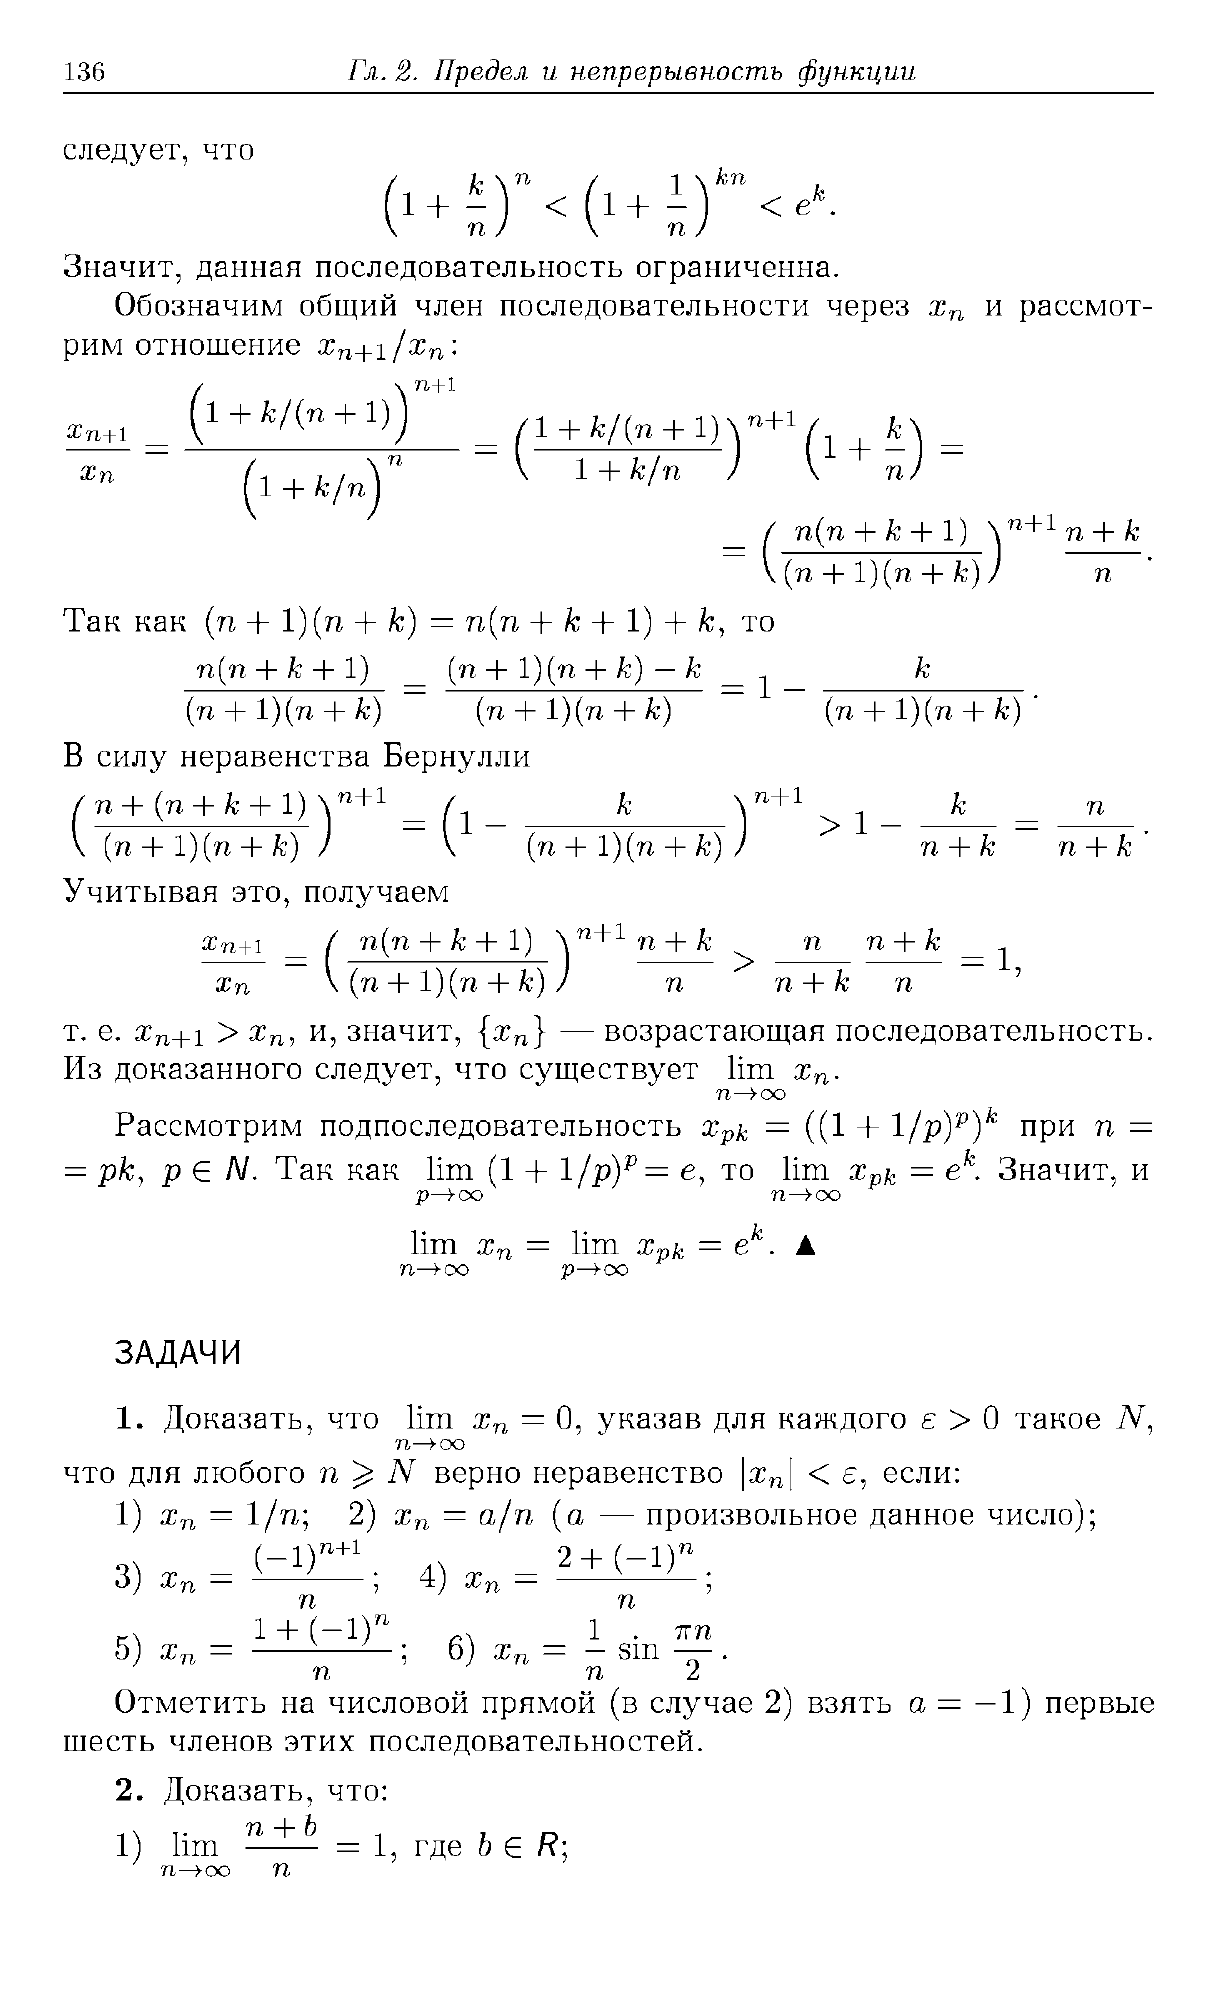 136 Гл. 2. Предел и непрерывность функции
следует, что
(1 + k/n)^n < (1 + 1/n)^{kn} < e^k.
Значит, данная последовательность ограниченна.
Обозначим общий член последовательности через x_n и рассмот-
рим отношение x_{n+1}/x_n:
x_{n+1}/x_n = (1 + k/(n + 1))^{n+1} / (1 + k/n)^n = ((1 + k/(n + 1))/(1 + k/n))^{n+1} (1 + k/n) =
= (n(n + k + 1)/((n + 1)(n + k)))^{n+1} (n + k)/n.
Так как (n + 1)(n + k) = n(n + k + 1) + k, то
n(n + k + 1)/((n + 1)(n + k)) = ((n + 1)(n + k) − k)/((n + 1)(n + k)) = 1 − k/((n + 1)(n + k)).
В силу неравенства Бернулли
((n + (n + k + 1))/((n + 1)(n + k)))^{n+1} = (1 − k/((n + 1)(n + k)))^{n+1} > 1 − k/(n + k) = n/(n + k).
Учитывая это, получаем
x_{n+1}/x_n = (n(n + k + 1)/((n + 1)(n + k)))^{n+1} (n + k)/n > n/(n + k) (n + k)/n = 1,
т. е. x_{n+1} > x_n, и, значит, {x_n} — возрастающая последовательность.
Из доказанного следует, что существует lim_{n→∞} x_n.
Рассмотрим подпоследовательность x_{pk} = ((1 + 1/p)^p)^k при n =
= pk, p ∈ N. Так как lim_{p→∞} (1 + 1/p)^p = e, то lim_{n→∞} x_{pk} = e^k. Значит, и
lim_{n→∞} x_n = lim_{p→∞} x_{pk} = e^k. ▲
ЗАДАЧИ
1. Доказать, что lim_{n→∞} x_n = 0, указав для каждого ε > 0 такое N,
что для любого n ⩾ N верно неравенство |x_n| < ε, если:
1) x_n = 1/n; 2) x_n = a/n (a — произвольное данное число);
3) x_n = (−1)^{n+1}/n; 4) x_n = (2 + (−1)^n)/n;
5) x_n = (1 + (−1)^n)/n; 6) x_n = 1/n sin πn/2.
Отметить на числовой прямой (в случае 2) взять a = −1) первые
шесть членов этих последовательностей.
2. Доказать, что:
1) lim_{n→∞} (n + b)/n = 1, где b ∈ R;